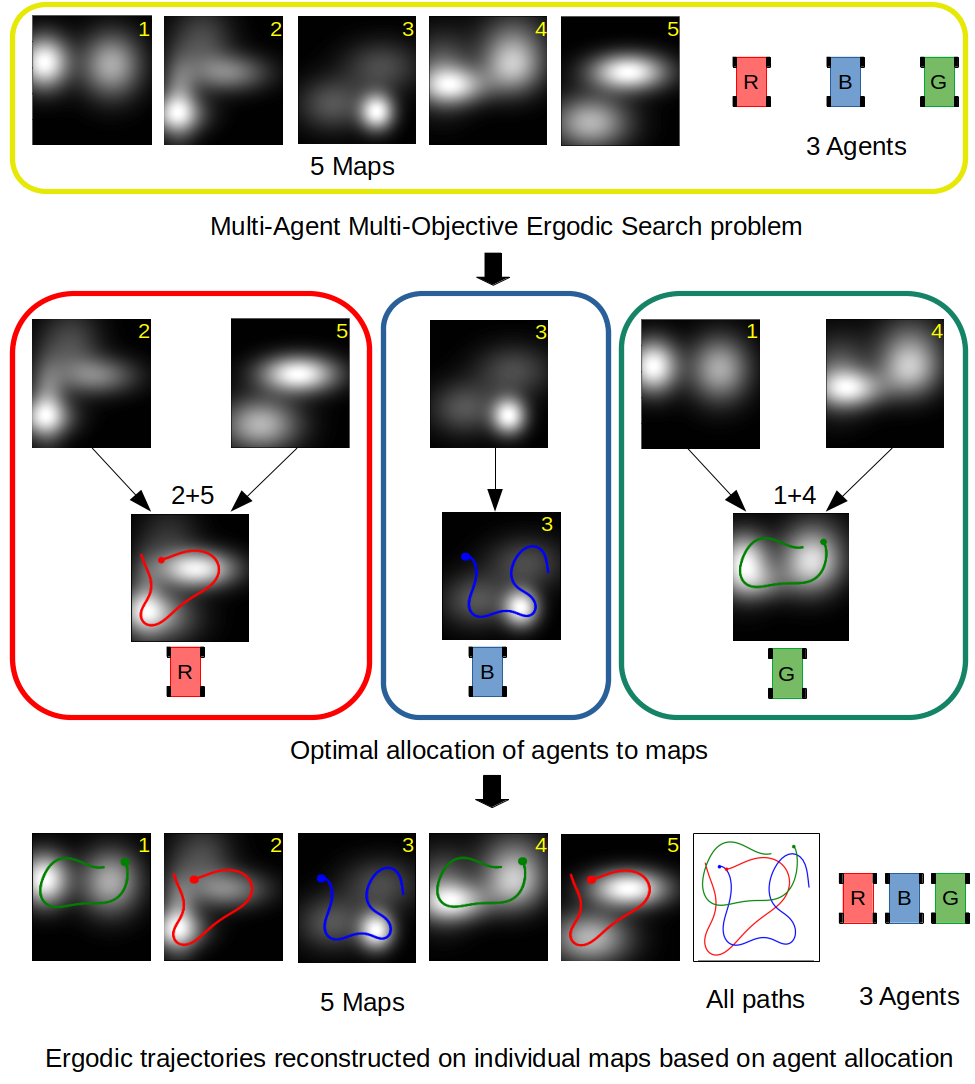 1 2 3 4 5
R B G
5 Maps
3 Agents
Multi-Agent Multi-Objective Ergodic Search problem
2 5
3
1 4
2+5
3
1+4
R
B
G
Optimal allocation of agents to maps
1 2 3 4 5
R B G
5 Maps
All paths
3 Agents
Ergodic trajectories reconstructed on individual maps based on agent allocation